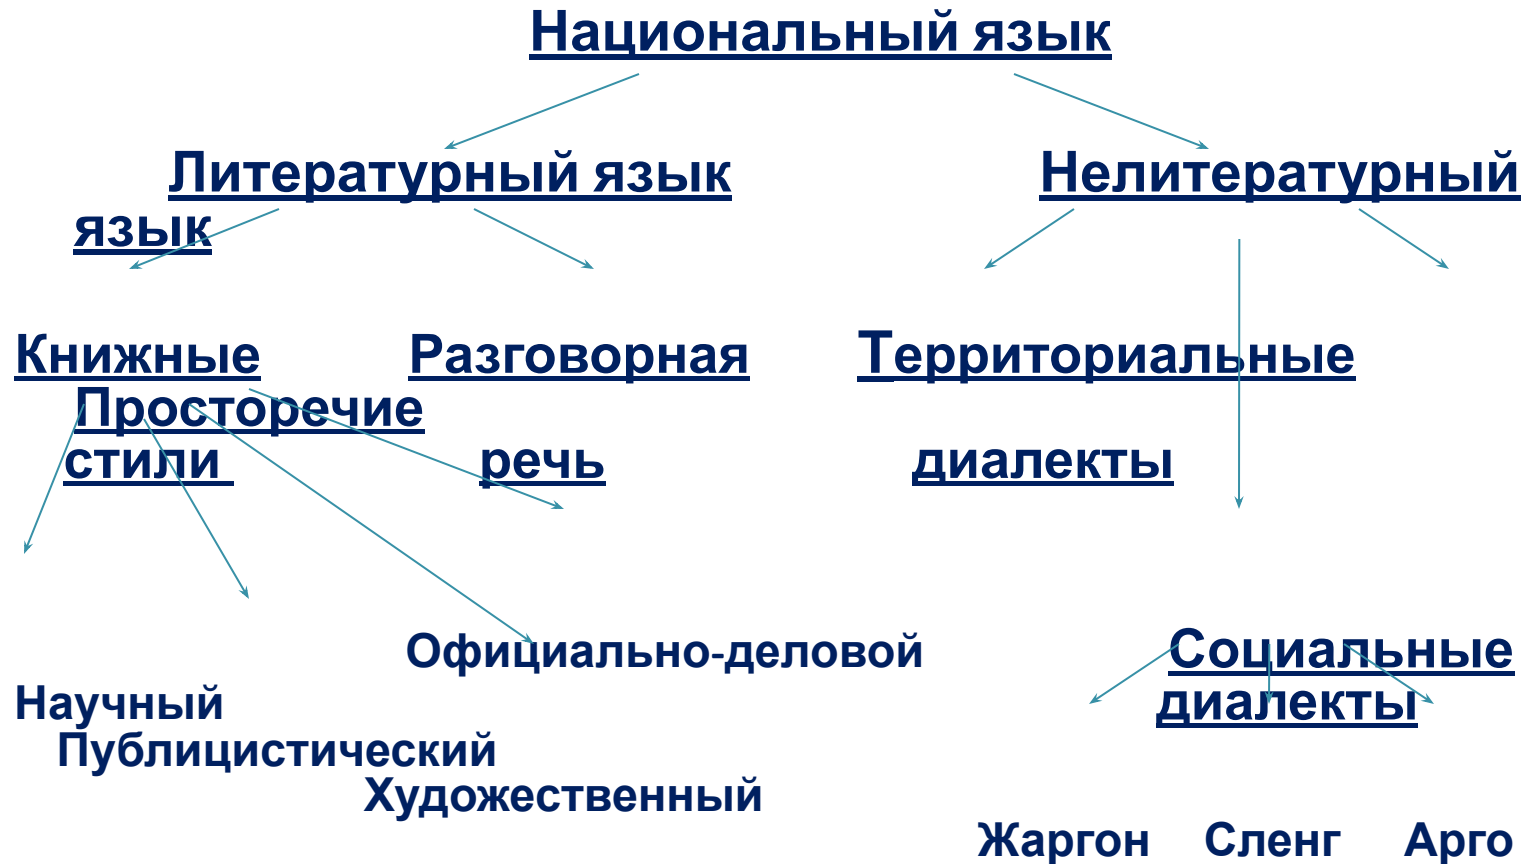 Национальный язык
Литературный язык Нелитературный
язык
Книжные Разговорная Территориальные
Просторечие
стили речь диалекты
Официально-деловой Социальные
Научный диалекты
Публицистический
Художественный
Жаргон Сленг Арго